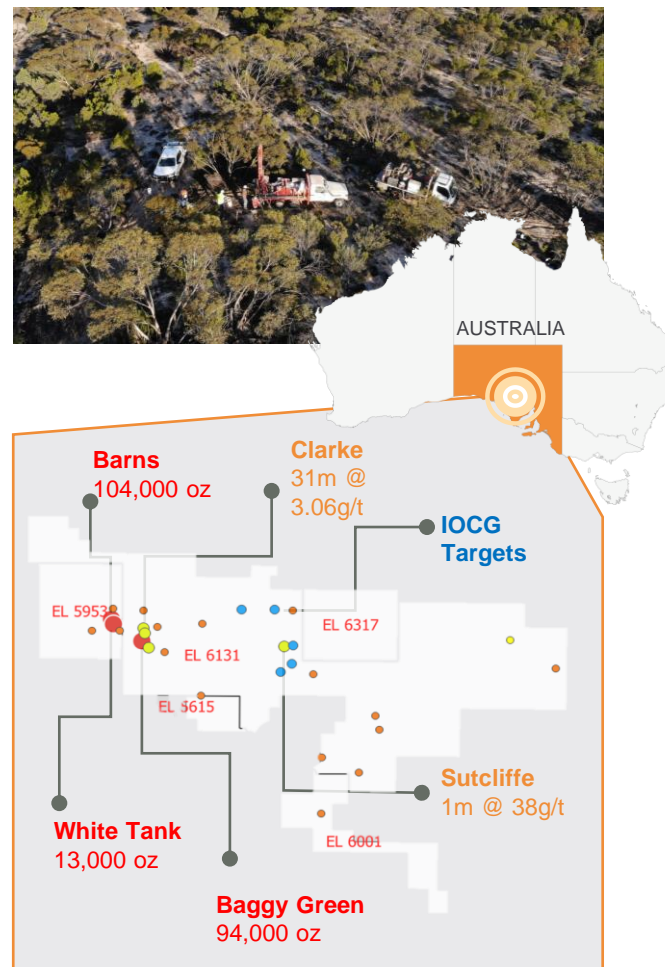 AUSTRALIA
Barns
104,000 oz
Clarke
31m @
3.06g/t
IOCG
Targets
EL 5953
EL 6317
EL 6131
EL 5615
Sutcliffe
1m @ 38g/t
White Tank
13,000 oz
EL 6001
Baggy Green
94,000 oz